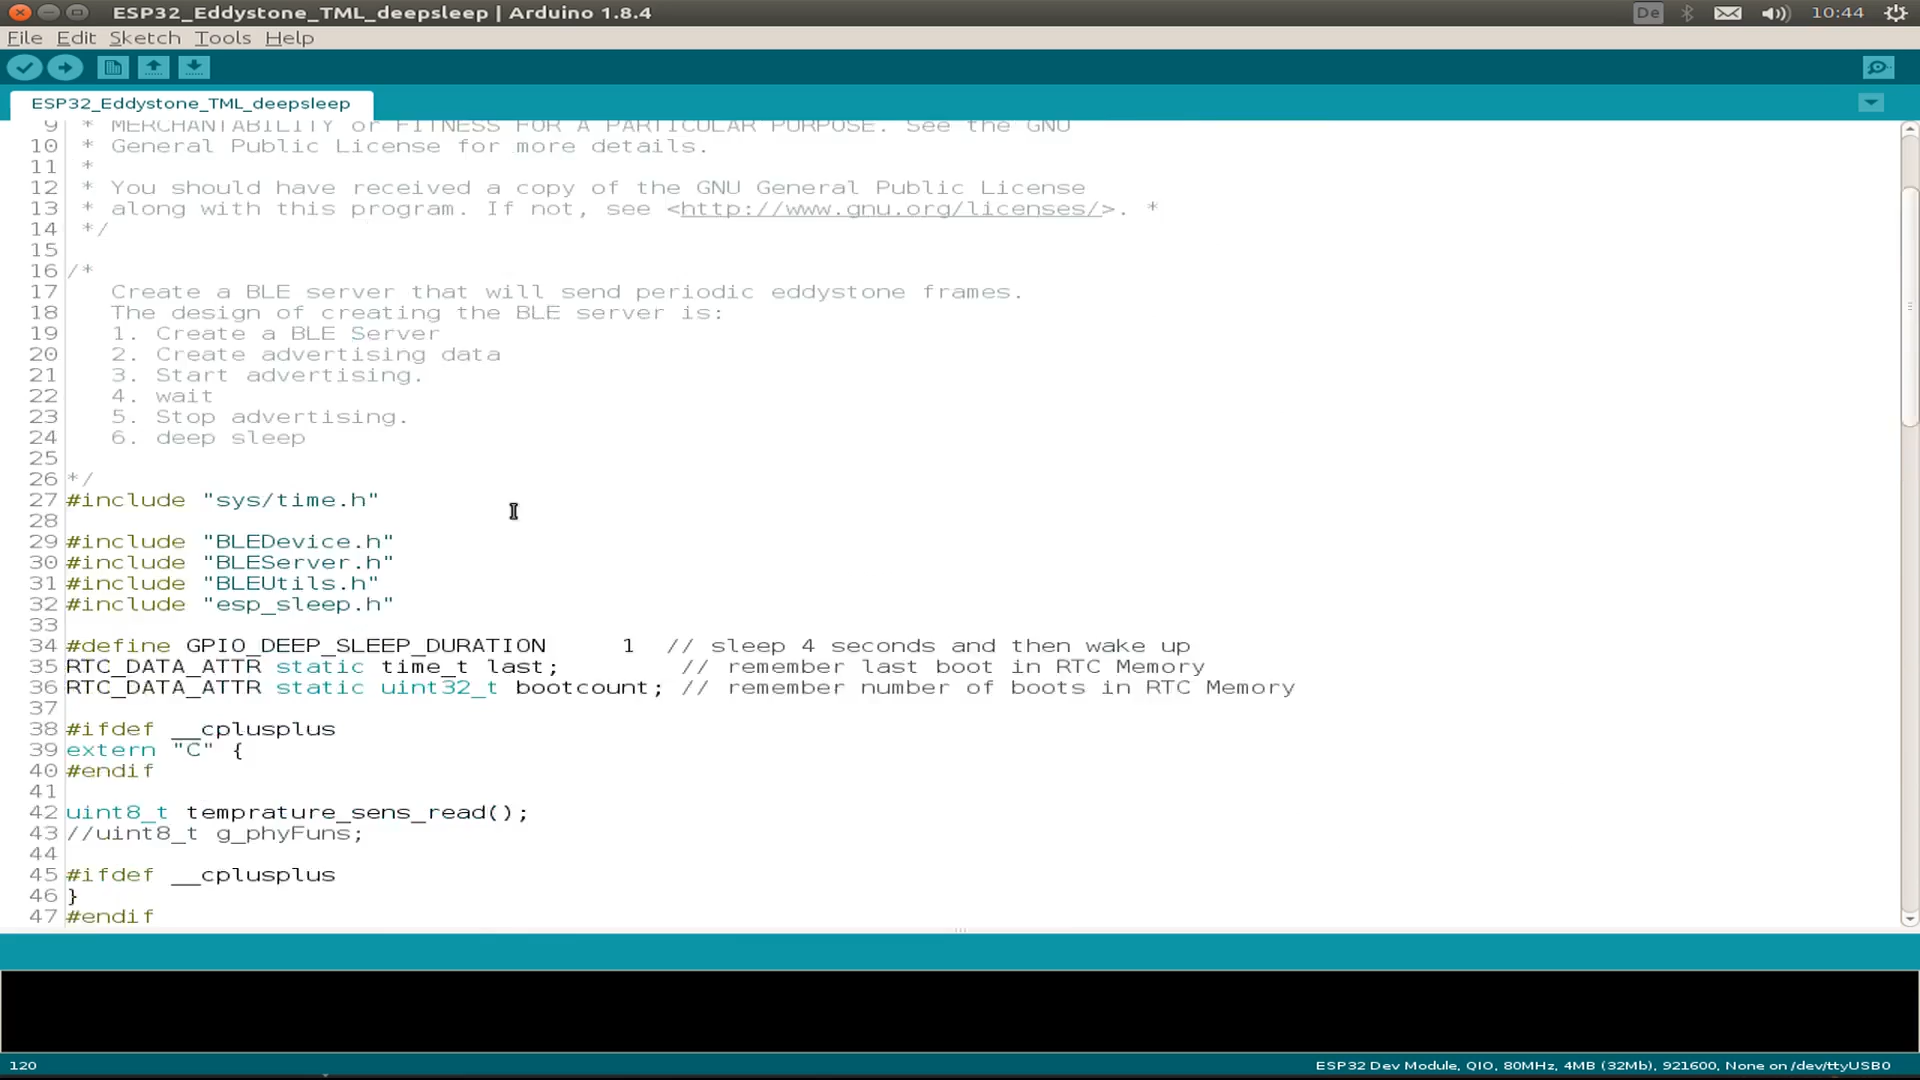 ESP32_Eddystone_TML_deepsleep | Arduino 1.8.4
De
10:44
File Edit Sketch Tools Help
ESP32_Eddystone_TML_deepsleep
9 * MERCHANTABILITY or FITNESS FOR A PARTICULAR PURPOSE. See the GNU
10 * General Public License for more details.
11 *
12 * You should have received a copy of the GNU General Public License
13 * along with this program. If not, see <http://www.gnu.org/licenses/>. *
14 */
15
16 /*
17 Create a BLE server that will send periodic eddystone frames.
18 The design of creating the BLE server is:
19 1. Create a BLE Server
20 2. Create advertising data
21 3. Start advertising.
22 4. wait
23 5. Stop advertising.
24 6. deep sleep
25
26 */
27 #include "sys/time.h"
28
29 #include "BLEDevice.h"
30 #include "BLEServer.h"
31 #include "BLEUtils.h"
32 #include "esp_sleep.h"
33
34 #define GPIO_DEEP_SLEEP_DURATION 1 // sleep 4 seconds and then wake up
35 RTC_DATA_ATTR static time_t last; // remember last boot in RTC Memory
36 RTC_DATA_ATTR static uint32_t bootcount; // remember number of boots in RTC Memory
37
38 #ifdef __cplusplus
39 extern "C" {
40 #endif
41
42 uint8_t temprature_sens_read();
43 //uint8_t g_phyFuns;
44
45 #ifdef __cplusplus
46 }
47 #endif
120
ESP32 Dev Module, QIO, 80MHz, 4MB (32Mb), 921600, None on /dev/ttyUSB0